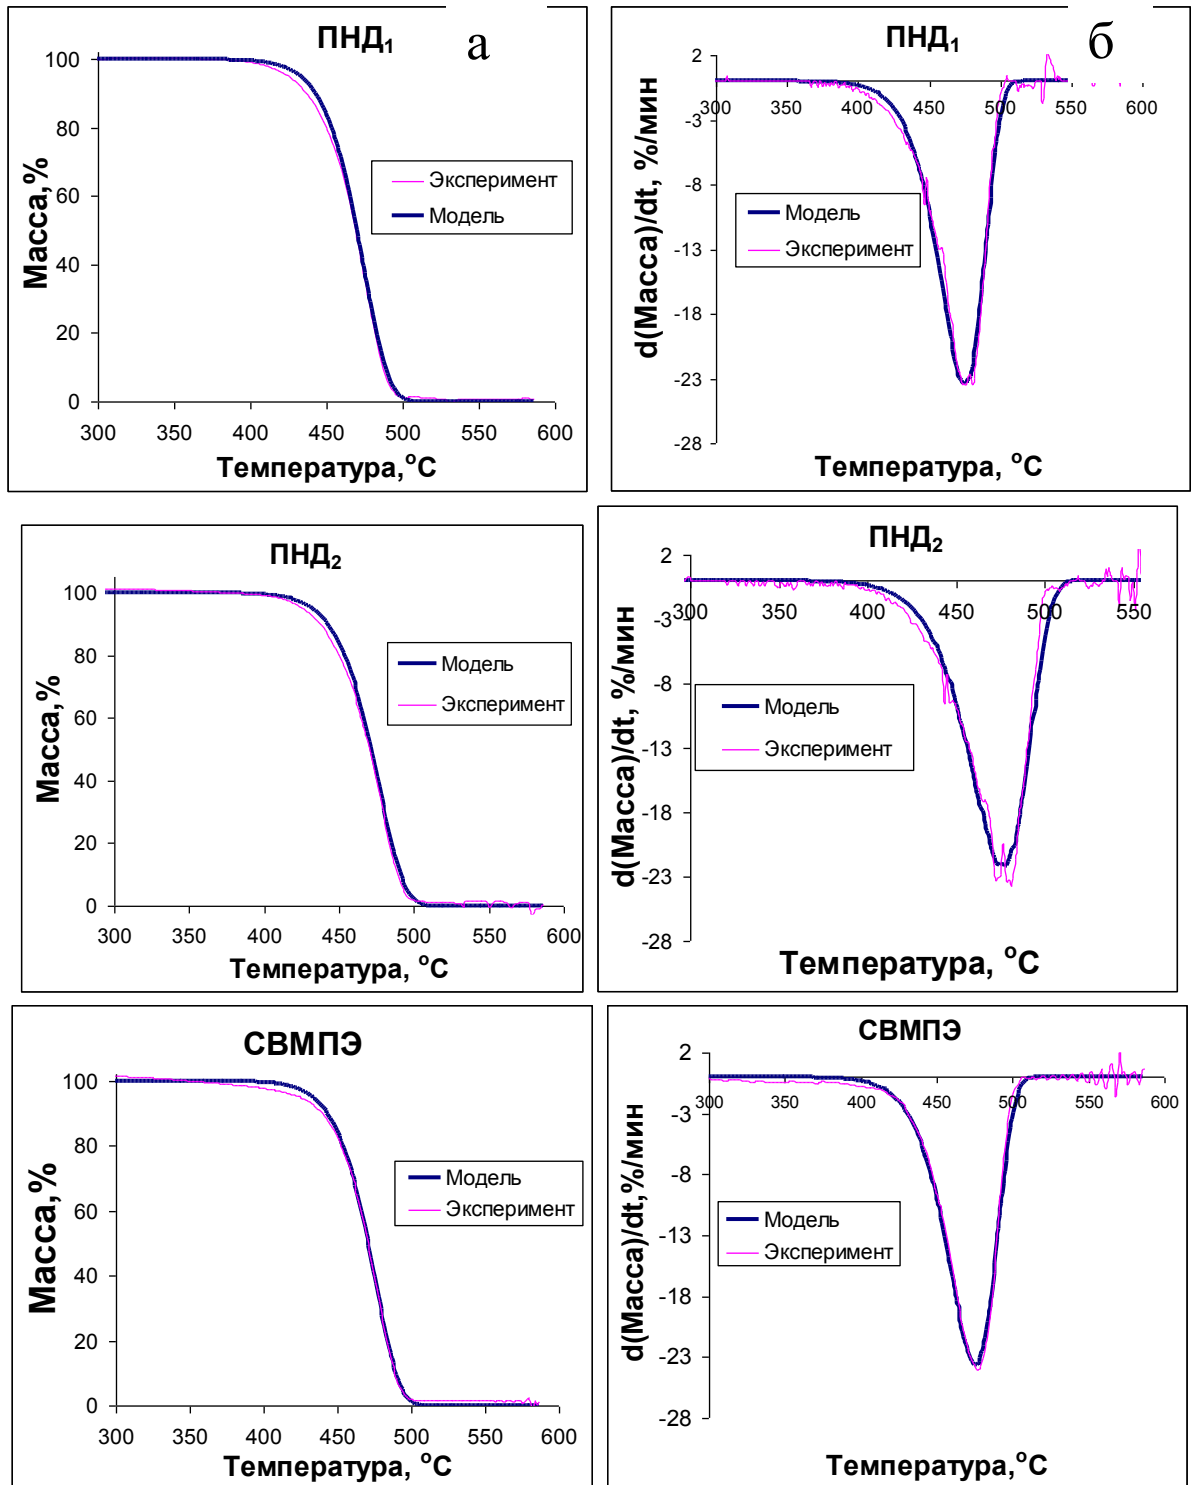 ПНД₁
а
100
80
60
40
20
0
Масса,%
Эксперимент
Модель
300 350 400 450 500 550 600
Температура,°С
ПНД₁
б
2
-3
-8
-13
-18
-23
-28
d(Масса)/dt, %/мин
300 350 400 450 500 550 600
Модель
Эксперимент
Температура, °С
ПНД₂
100
80
60
40
20
0
Масса,%
Модель
Эксперимент
300 350 400 450 500 550 600
Температура, °С
ПНД₂
2
-3
-8
-13
-18
-23
-28
d(Масса)/dt, %/мин
300 350 400 450 500 550
Модель
Эксперимент
Температура, °С
СВМПЭ
100
80
60
40
20
0
Масса,%
Модель
Эксперимент
300 350 400 450 500 550 600
Температура, °С
СВМПЭ
2
-3
-8
-13
-18
-23
-28
d(Масса)/dt,%/мин
300 350 400 450 500 550 600
Модель
Эксперимент
Температура,°С